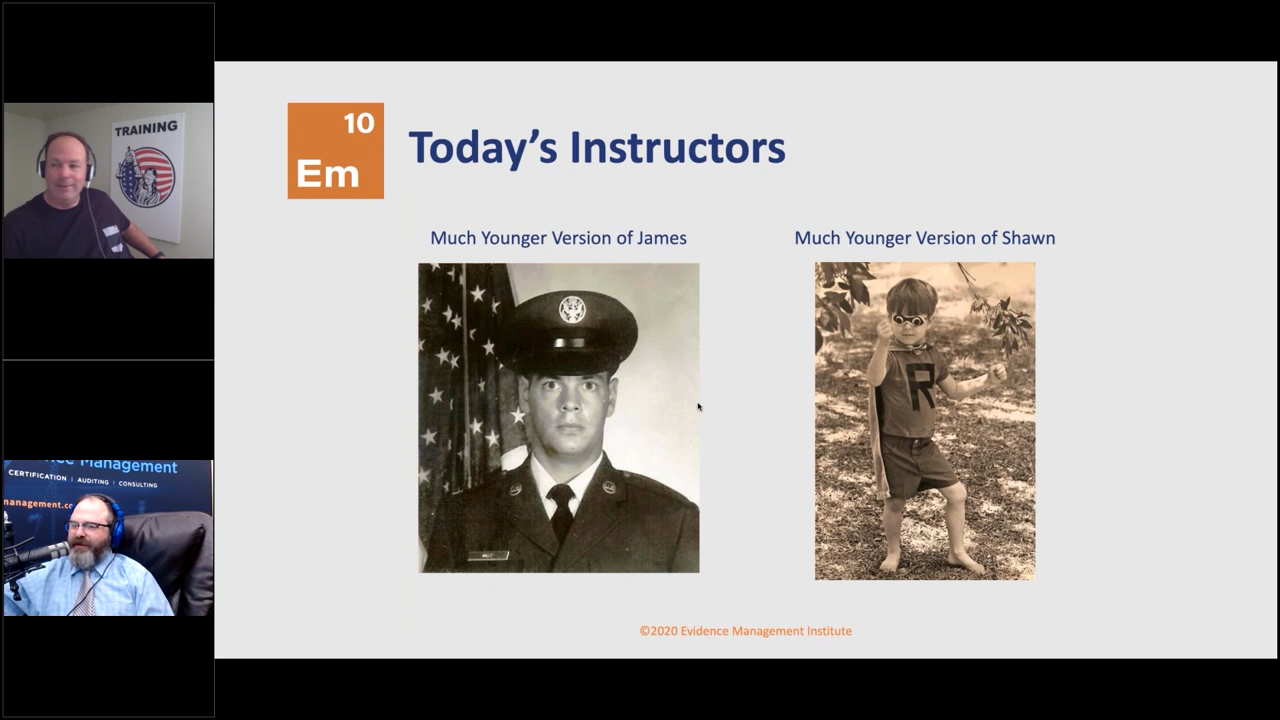 TRAINING
10
Em
Today's Instructors
Much Younger Version of James
Much Younger Version of Shawn
R
©2020 Evidence Management Institute
Management
CERTIFICATION | AUDITING | CONSULTING